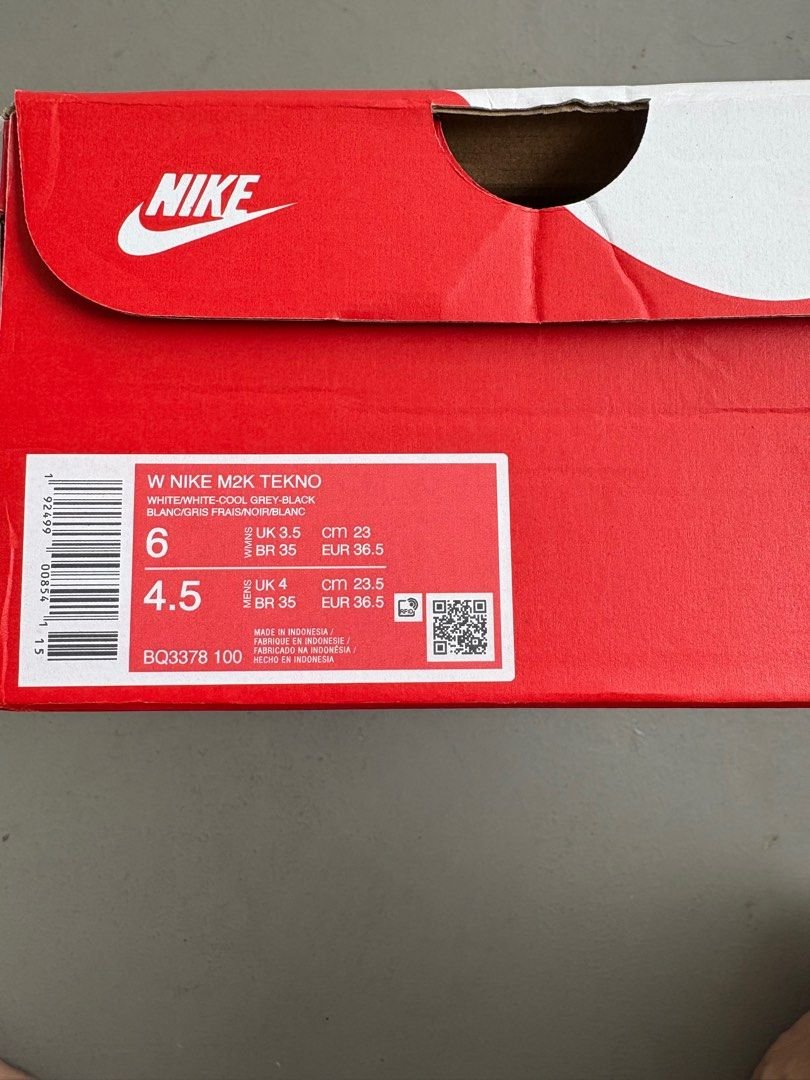 NIKE
W NIKE M2K TEKNO
WHITE/WHITE-COOL GREY-BLACK
BLANC/GRIS FRAIS/NOIR/BLANC
6 WMNS UK 3.5 cm 23
BR 35 EUR 36.5
4.5 MENS UK 4 cm 23.5
BR 35 EUR 36.5
RFID
BQ3378 100
MADE IN INDONESIA /
FABRIQUE EN INDONESIE /
FABRICADO NA INDONÉSIA /
HECHO EN INDONESIA
1 92499 00854 1 15